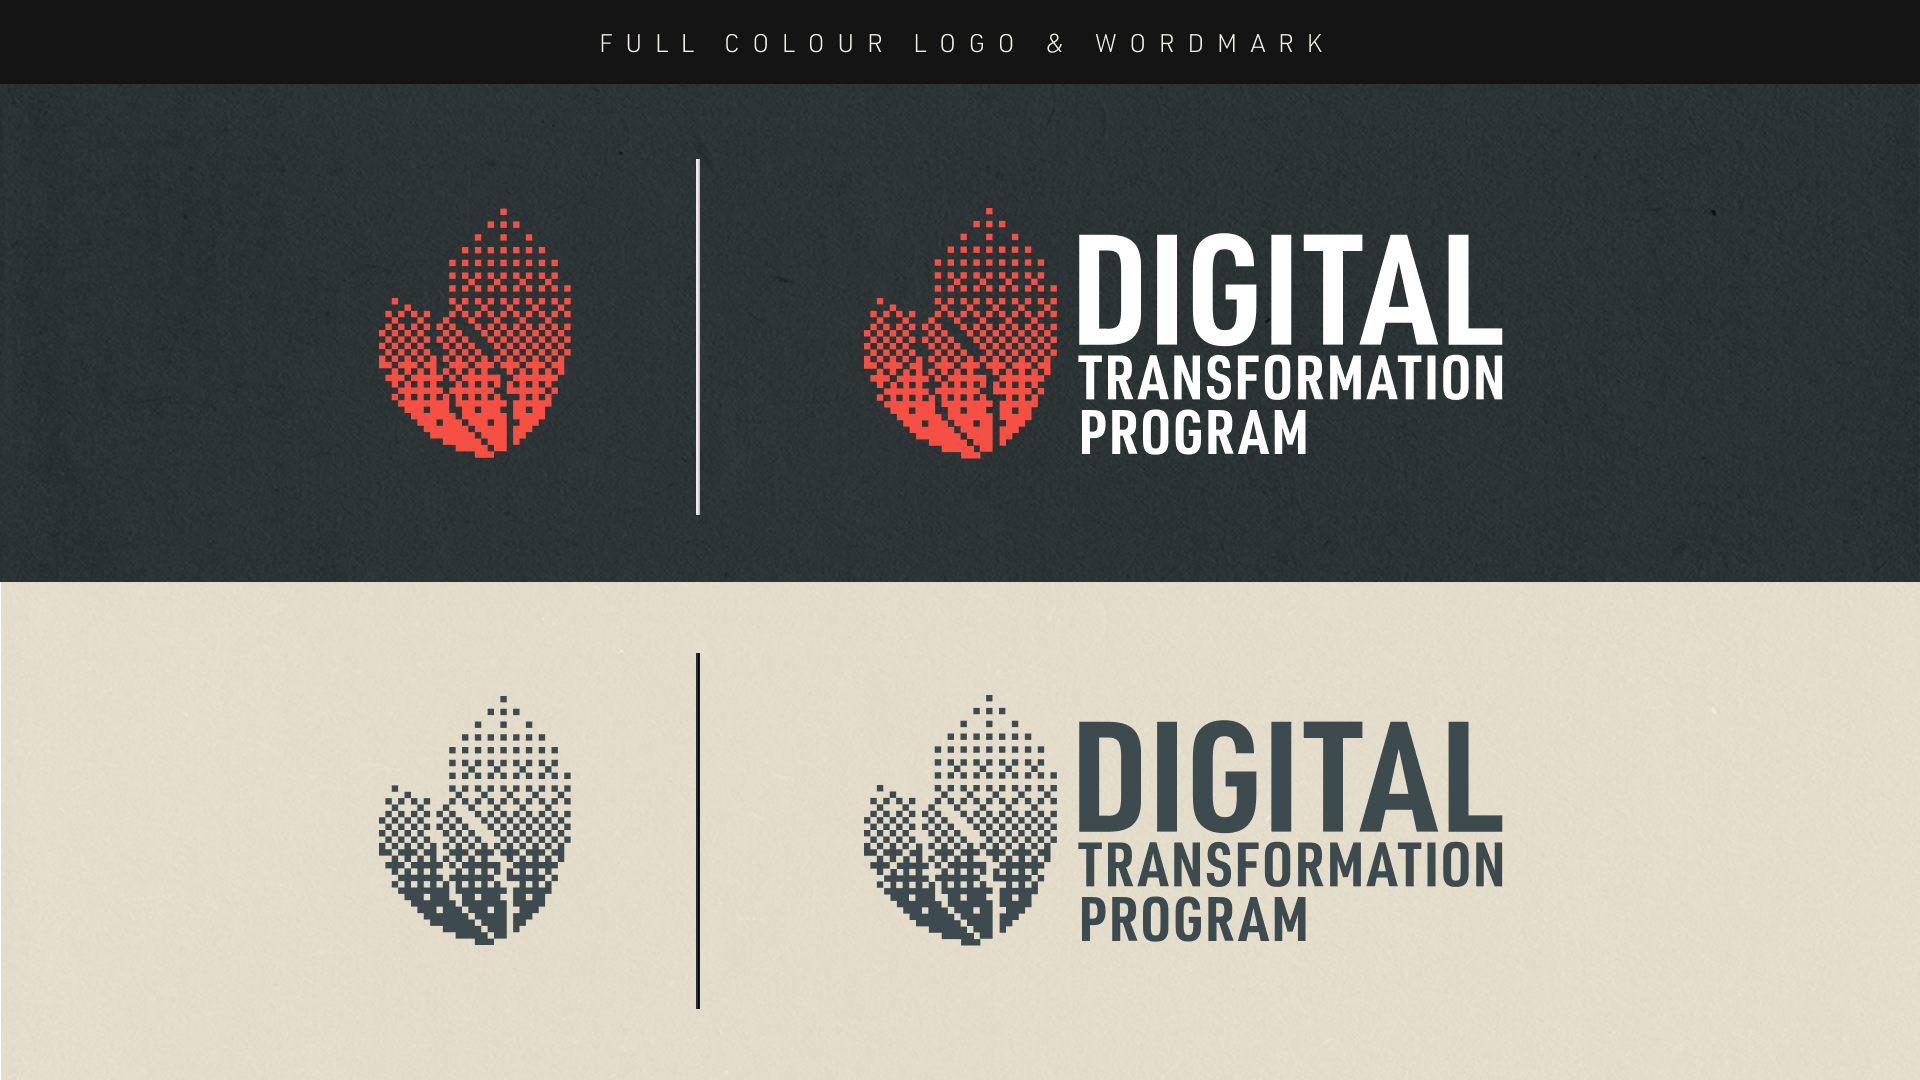 FULL COLOUR LOGO & WORDMARK
DIGITAL
TRANSFORMATION
PROGRAM
DIGITAL
TRANSFORMATION
PROGRAM